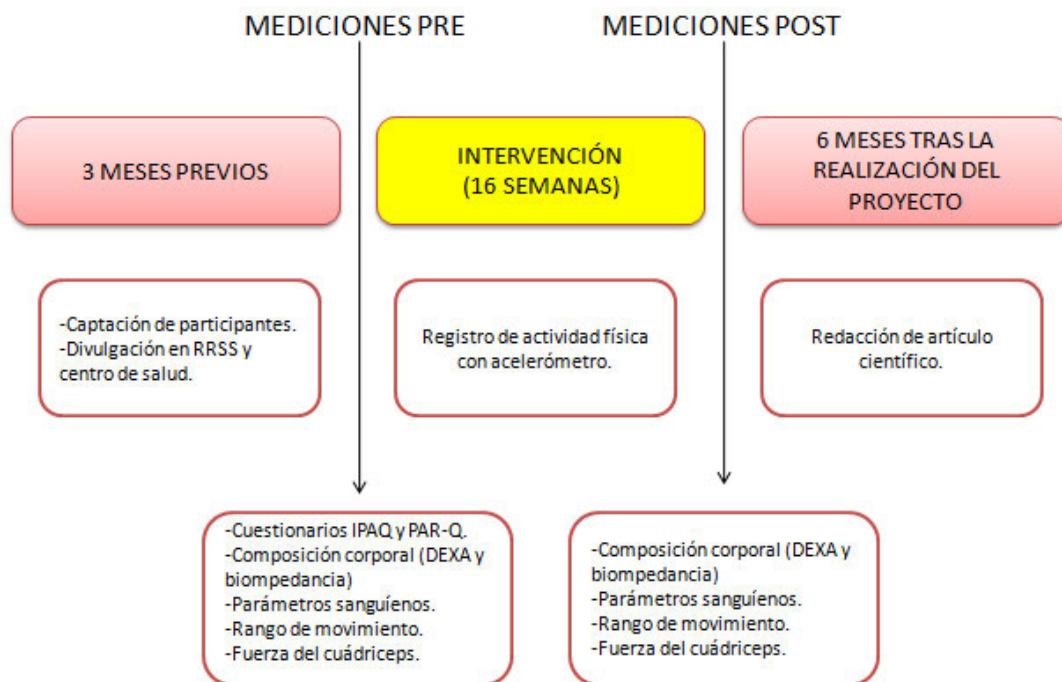 MEDICIONES PRE
MEDICIONES POST
3 MESES PREVIOS
INTERVENCIÓN
(16 SEMANAS)
6 MESES TRAS LA
REALIZACIÓN DEL
PROYECTO
-Captación de participantes.
-Divulgación en RRSS y
centro de salud.
Registro de actividad física
con acelerómetro.
Redacción de artículo
científico.
-Cuestionarios IPAQ y PAR-Q.
-Composición corporal (DEXA y
biompedancia)
-Parámetros sanguíenos.
-Rango de movimiento.
-Fuerza del cuádriceps.
-Composición corporal (DEXA y
biompedancia)
-Parámetros sanguíenos.
-Rango de movimiento.
-Fuerza del cuádriceps.